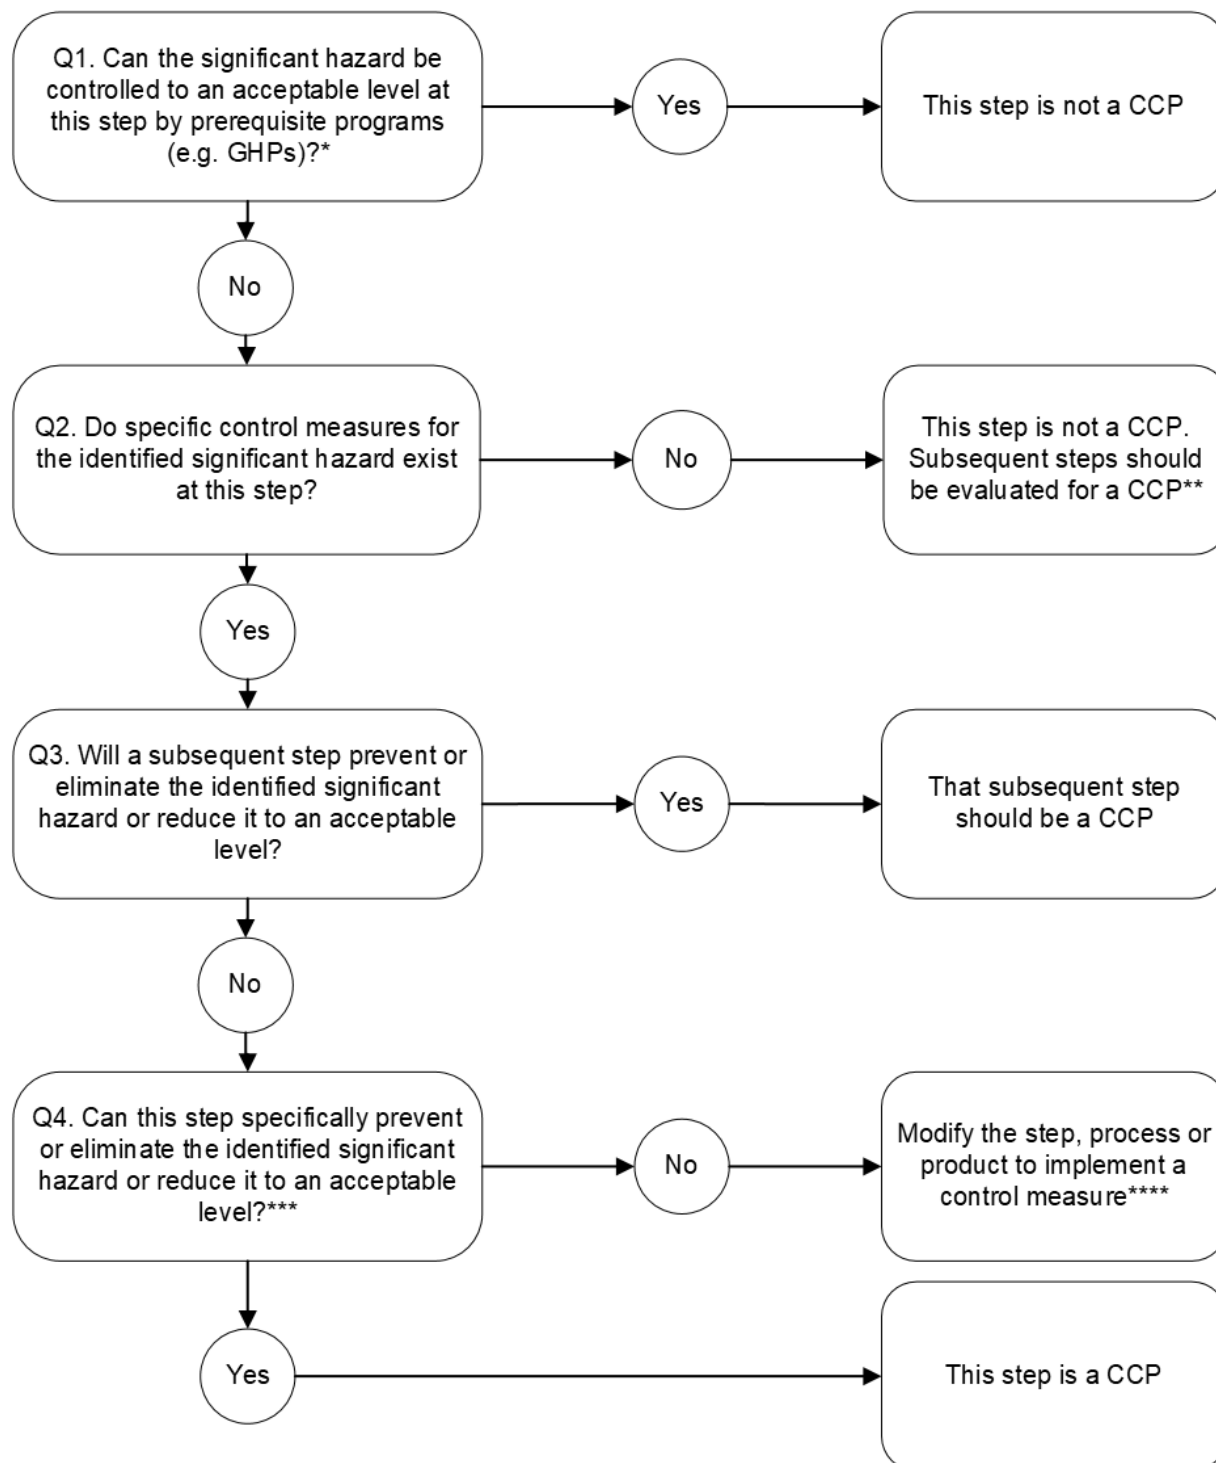 Q1. Can the significant hazard be
controlled to an acceptable level at
this step by prerequisite programs
(e.g. GHPs)?*
Yes
This step is not a CCP
No
Q2. Do specific control measures for
the identified significant hazard exist
at this step?
No
This step is not a CCP.
Subsequent steps should
be evaluated for a CCP**
Yes
Q3. Will a subsequent step prevent or
eliminate the identified significant
hazard or reduce it to an acceptable
level?
Yes
That subsequent step
should be a CCP
No
Q4. Can this step specifically prevent
or eliminate the identified significant
hazard or reduce it to an acceptable
level?***
No
Modify the step, process or
product to implement a
control measure****
Yes
This step is a CCP